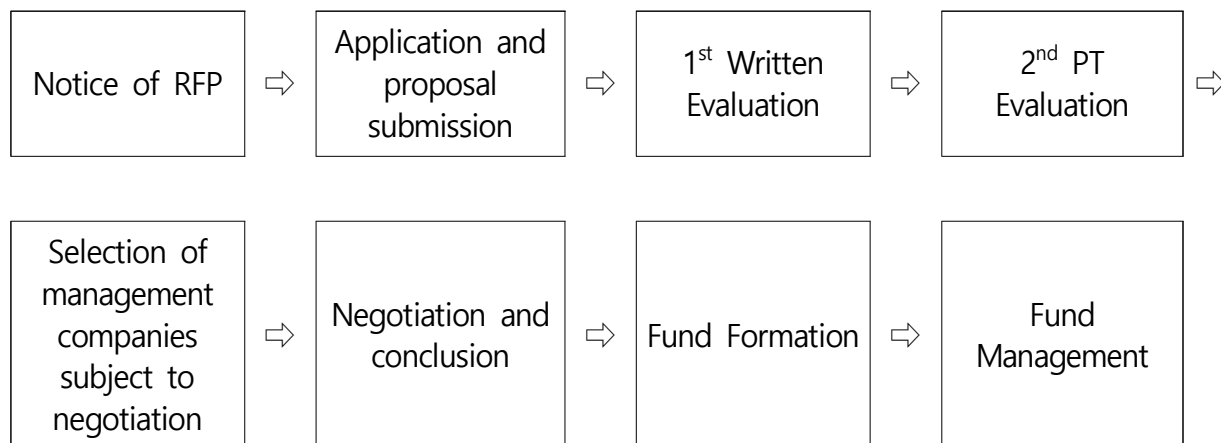 Notice of RFP
⇨
Application and
proposal
submission
⇨
1st Written
Evaluation
⇨
2nd PT
Evaluation
⇨
Selection of
management
companies
subject to
negotiation
⇨
Negotiation and
conclusion
⇨
Fund Formation
⇨
Fund
Management